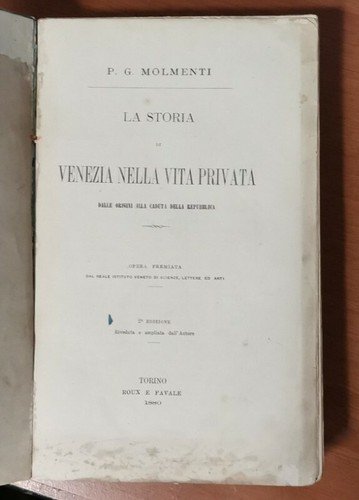 P. G. MOLMENTI
LA STORIA
DI
VENEZIA NELLA VITA PRIVATA
DALLE ORIGINI ALLA CADUTA DELLA REPUBBLICA
OPERA PREMIATA
DAL REALE ISTITUTO VENETO DI SCIENZE, LETTERE ED ARTI
2ª EDIZIONE
Riveduta e ampliata dall'Autore
TORINO
ROUX E FAVALE
1880